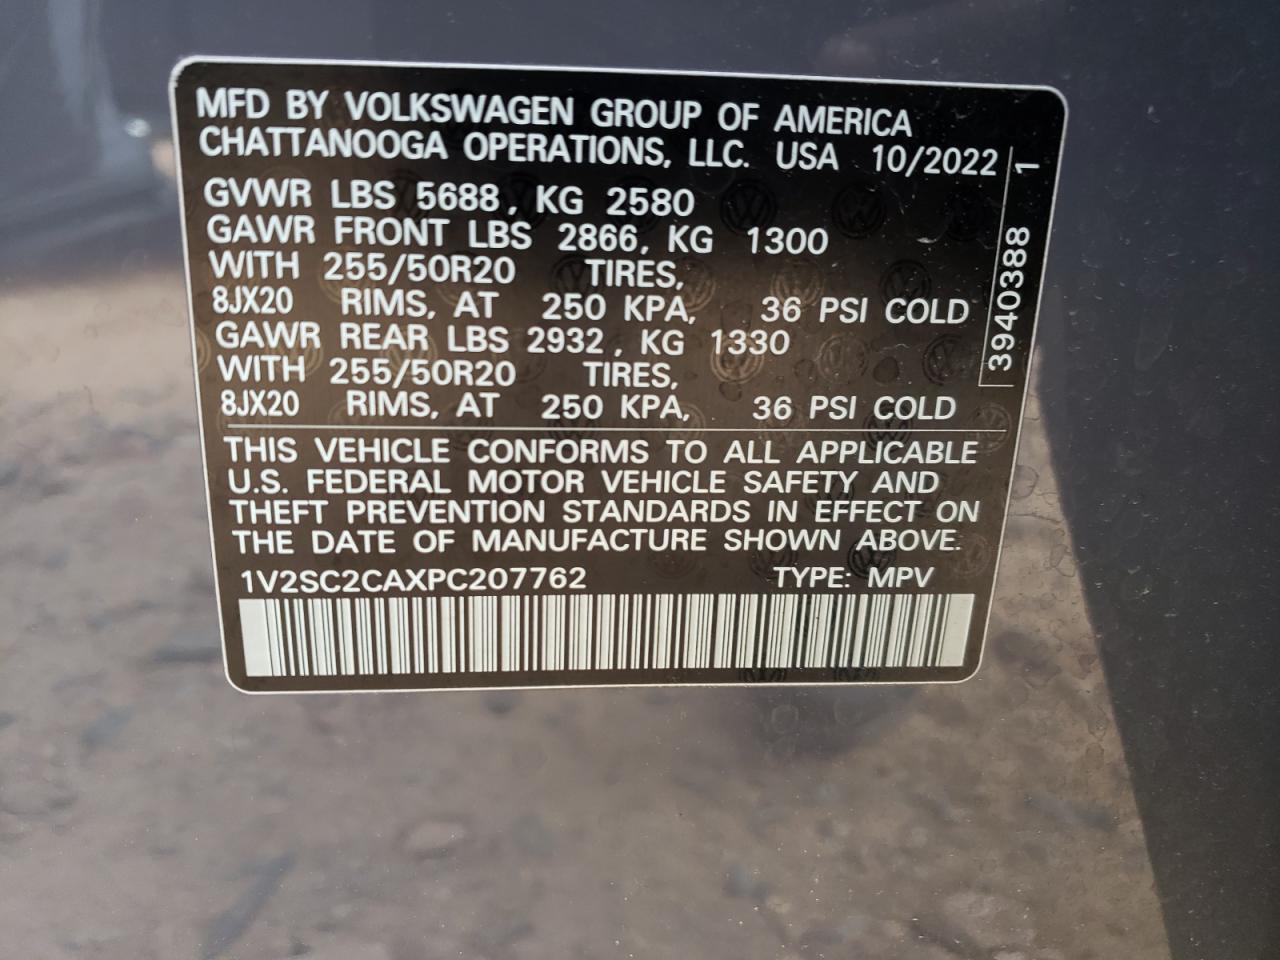 MFD BY VOLKSWAGEN GROUP OF AMERICA
CHATTANOOGA OPERATIONS, LLC. USA 10/2022
GVWR LBS 5688, KG 2580
GAWR FRONT LBS 2866, KG 1300
WITH 255/50R20 TIRES,
8JX20 RIMS, AT 250 KPA, 36 PSI COLD
GAWR REAR LBS 2932, KG 1330
WITH 255/50R20 TIRES,
8JX20 RIMS, AT 250 KPA, 36 PSI COLD
3940388 1
THIS VEHICLE CONFORMS TO ALL APPLICABLE
U.S. FEDERAL MOTOR VEHICLE SAFETY AND
THEFT PREVENTION STANDARDS IN EFFECT ON
THE DATE OF MANUFACTURE SHOWN ABOVE.
1V2SC2CAXPC207762 TYPE: MPV